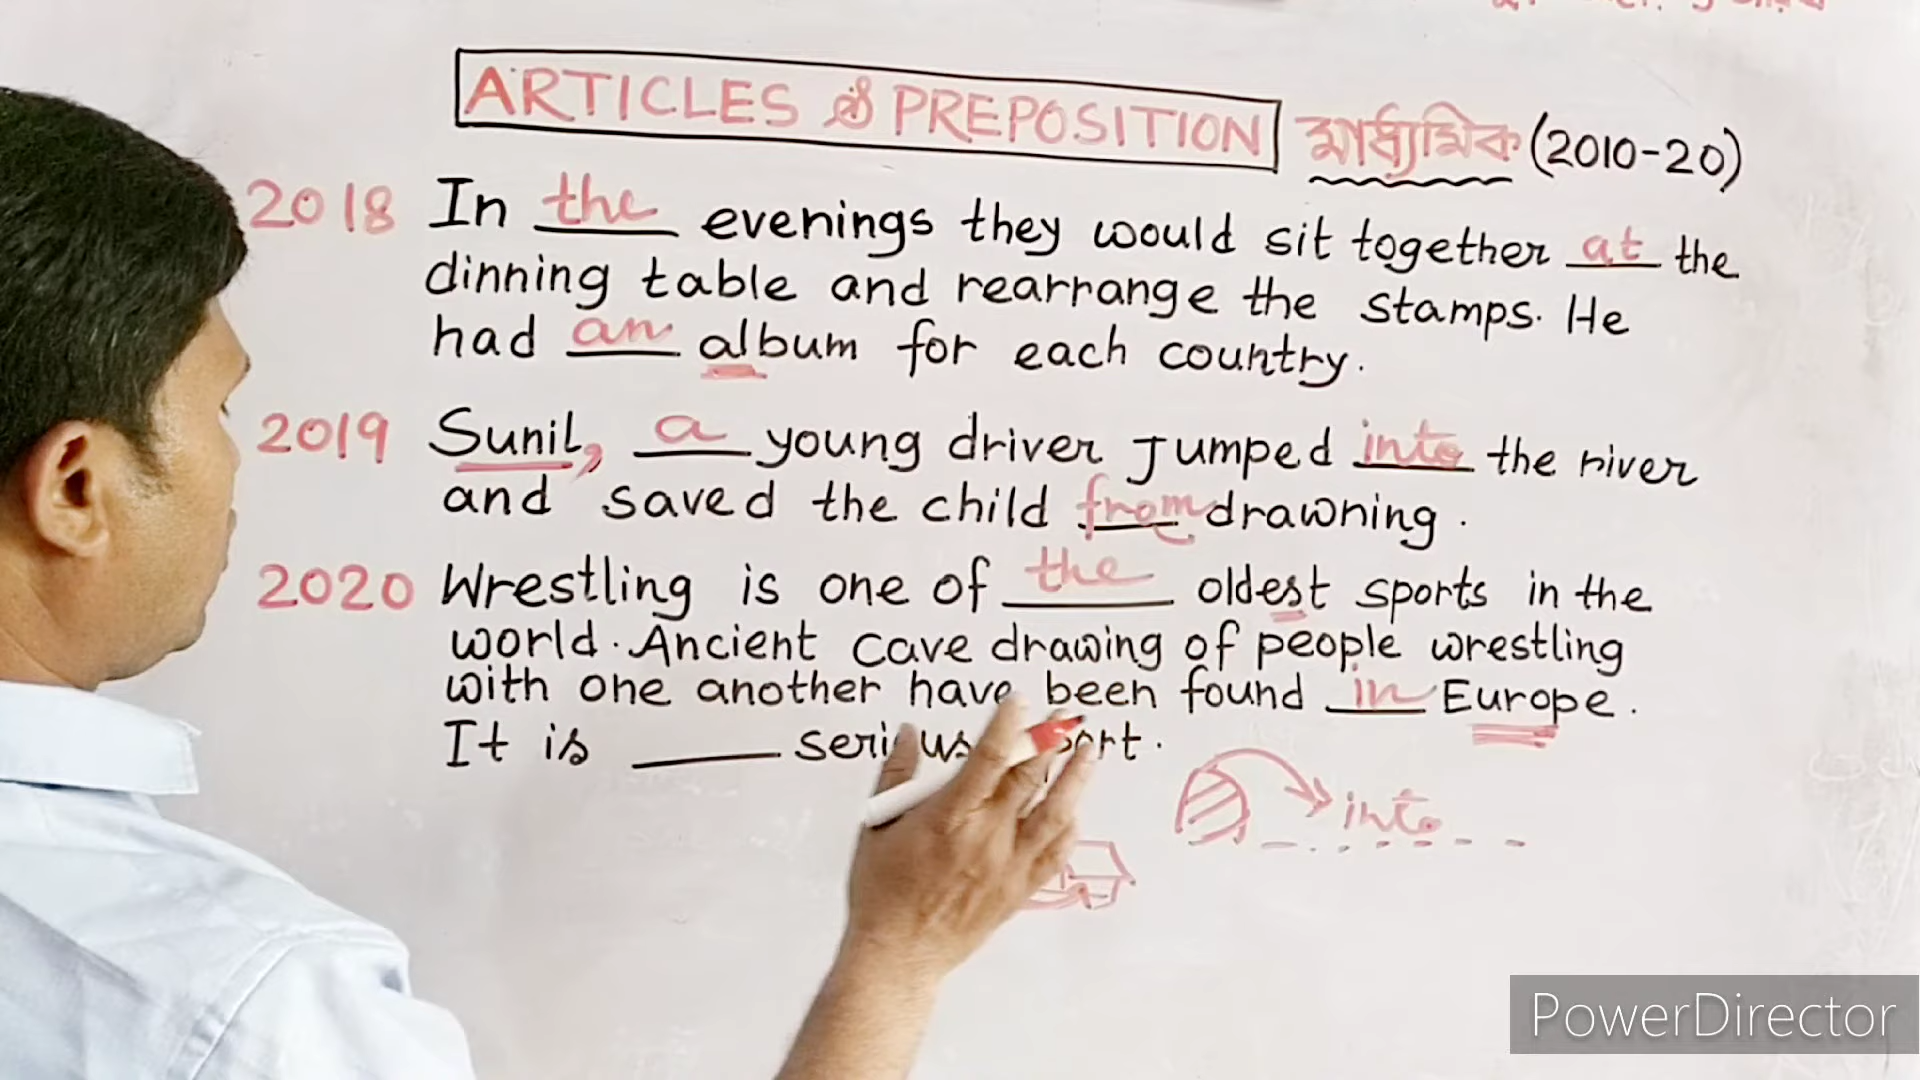 ARTICLES & PREPOSITION মাধ্যমিক (2010-20)
2018 In the evenings they would sit together at the
dinning table and rearrange the stamps. He
had an album for each country.
2019 Sunil, a young driver Jumped into the river
and saved the child from drawning.
2020 Wrestling is one of the oldest sports in the
world. Ancient cave drawing of people wrestling
with one another have been found in Europe.
It is ____ serious sport.
into
PowerDirector